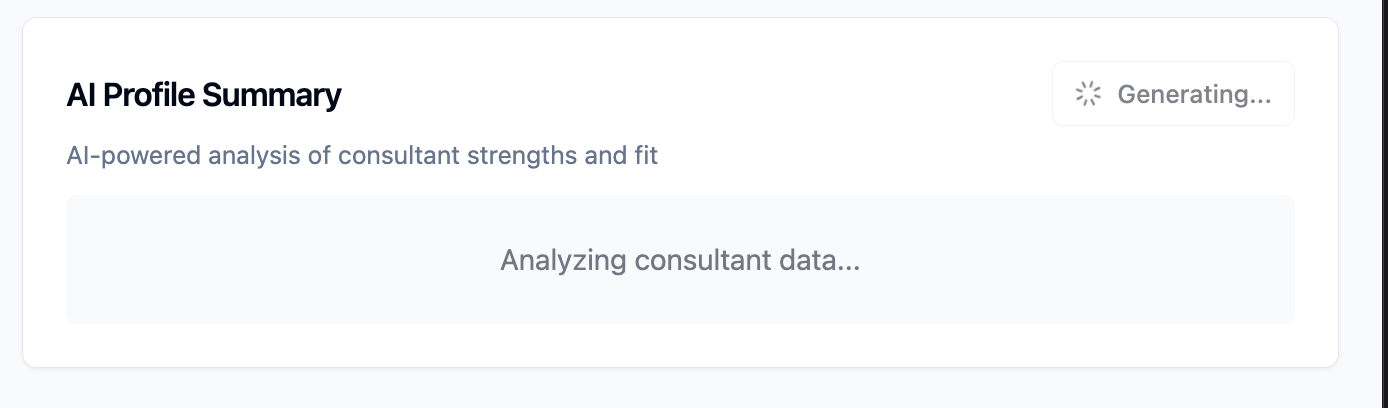 AI Profile Summary
Generating...
AI-powered analysis of consultant strengths and fit
Analyzing consultant data...